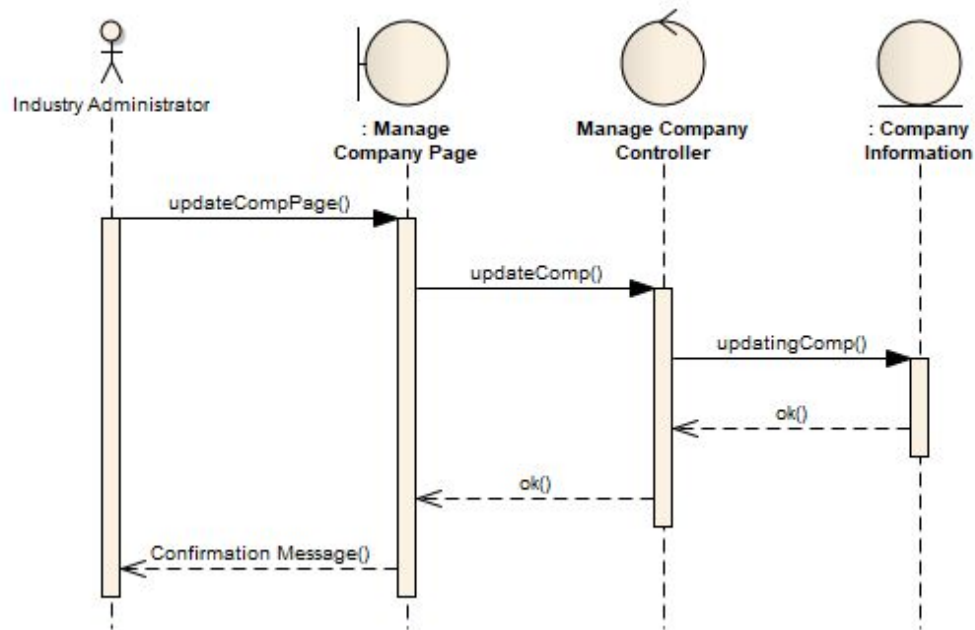 Industry Administrator
: Manage
Company Page
Manage Company
Controller
: Company
Information
updateCompPage()
updateComp()
updatingComp()
ok()
ok()
Confirmation Message()